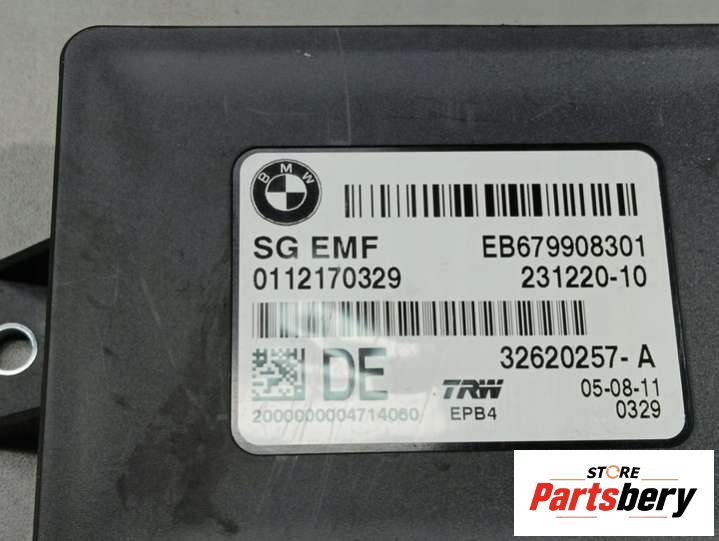 BMW
SG EMF EB679908301
0112170329 231220-10
DE 32620257-A
TRW 05-08-11
2000000004714060 EPB4 0329
STORE
Partsbery